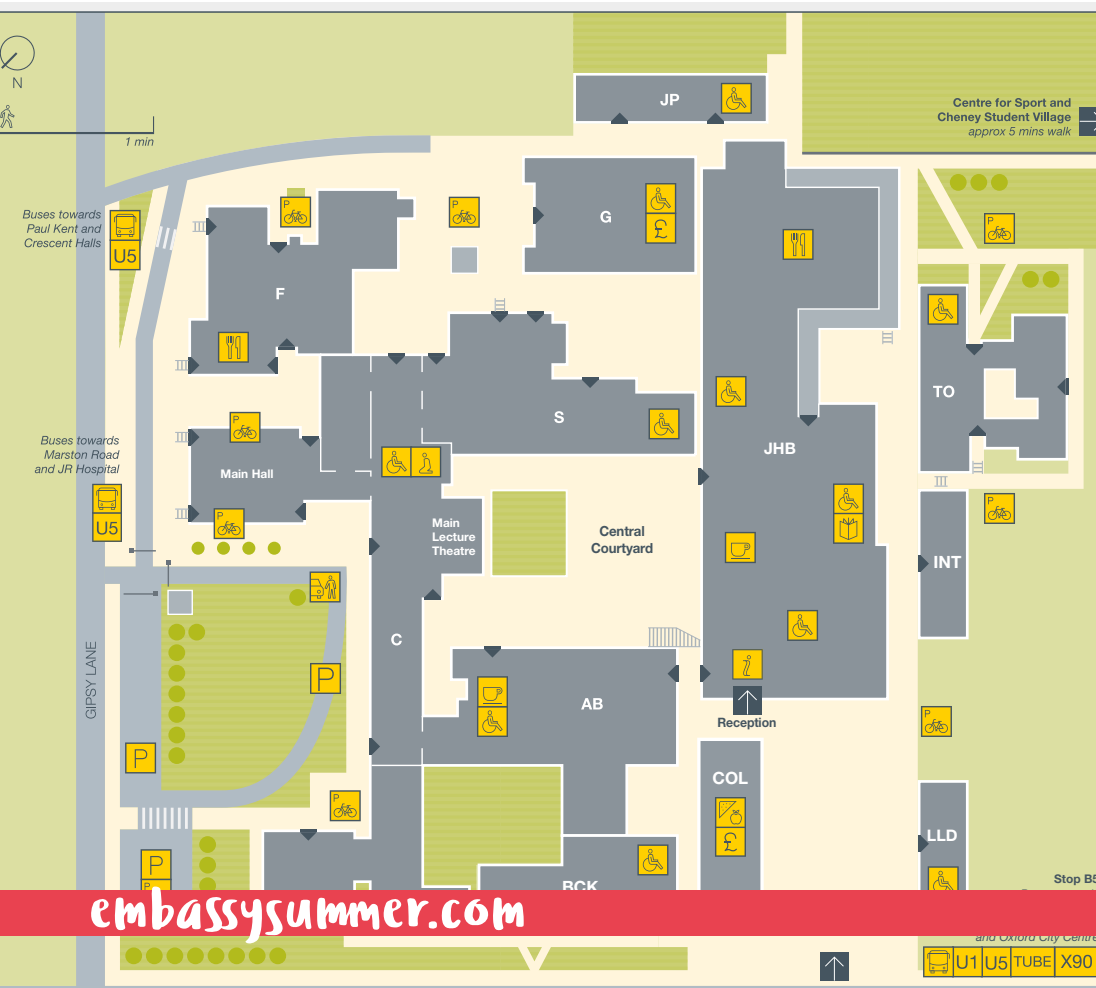 N
1 min
JP
Centre for Sport and
Cheney Student Village
approx 5 mins walk
Buses towards
Paul Kent and
Crescent Halls
U5
P
P
G
£
P
F
S
TO
JHB
Buses towards
Marston Road
and JR Hospital
U5
P
Main Hall
P
Main
Lecture
Theatre
Central
Courtyard
P
INT
C
GIPSY LANE
P
P
i
AB
Reception
P
COL
£
P
LLD
P
P
BCK
Stop B5
embassysummer.com
and Oxford City Centre
U1 U5 TUBE X90